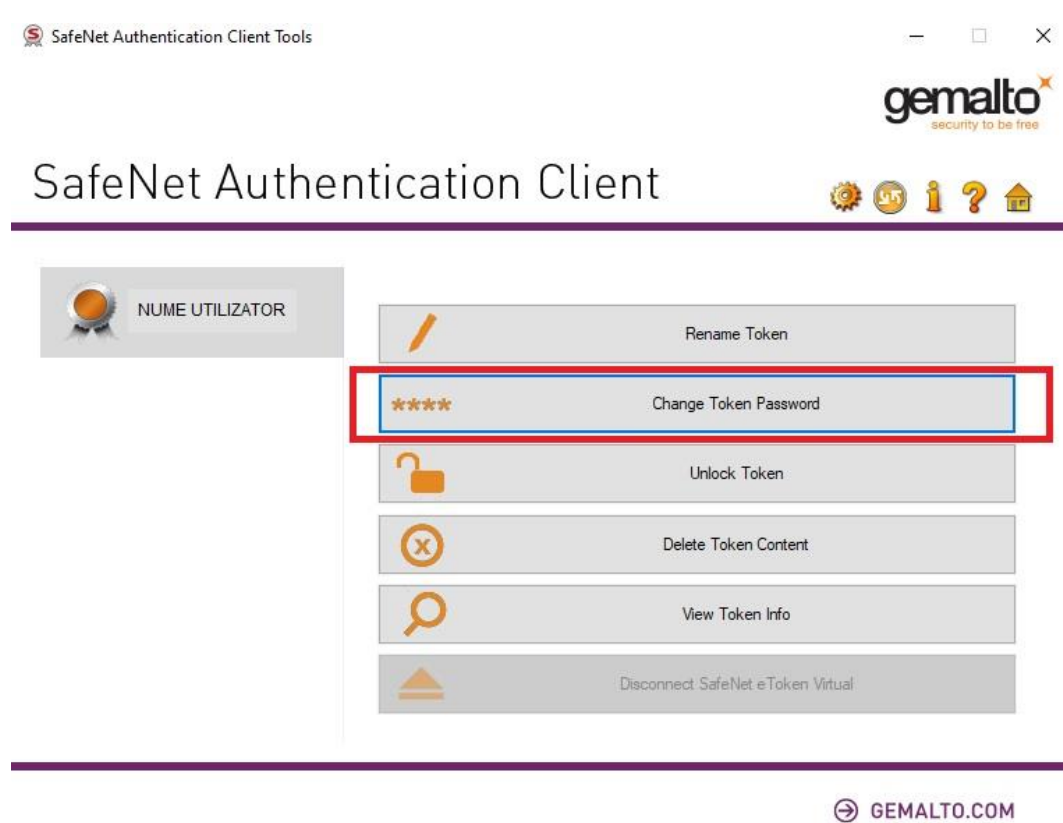 SafeNet Authentication Client Tools
gemalto
security to be free
SafeNet Authentication Client
NUME UTILIZATOR
Rename Token
**** Change Token Password
Unlock Token
Delete Token Content
View Token Info
Disconnect SafeNet eToken Virtual
GEMALTO.COM